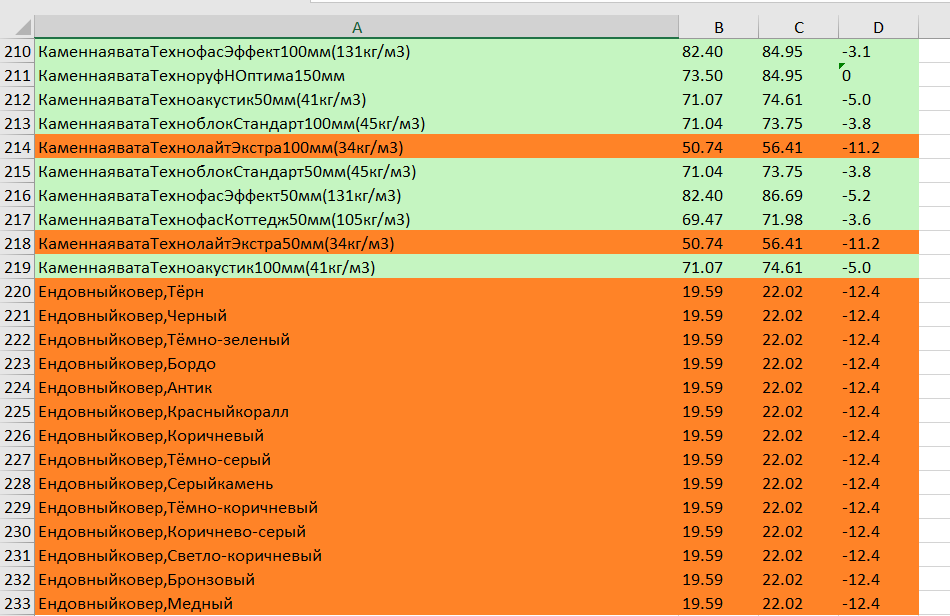 A B C D
210 КаменнаяватаТехнофасЭффект100мм(131кг/м3) 82.40 84.95 -3.1
211 КаменнаяватаТехноруфНОптима150мм 73.50 84.95 0
212 КаменнаяватаТехноакустик50мм(41кг/м3) 71.07 74.61 -5.0
213 КаменнаяватаТехноблокСтандарт100мм(45кг/м3) 71.04 73.75 -3.8
214 КаменнаяватаТехнолайтЭкстра100мм(34кг/м3) 50.74 56.41 -11.2
215 КаменнаяватаТехноблокСтандарт50мм(45кг/м3) 71.04 73.75 -3.8
216 КаменнаяватаТехнофасЭффект50мм(131кг/м3) 82.40 86.69 -5.2
217 КаменнаяватаТехнофасКоттедж50мм(105кг/м3) 69.47 71.98 -3.6
218 КаменнаяватаТехнолайтЭкстра50мм(34кг/м3) 50.74 56.41 -11.2
219 КаменнаяватаТехноакустик100мм(41кг/м3) 71.07 74.61 -5.0
220 Ендовныйковер,Тёрн 19.59 22.02 -12.4
221 Ендовныйковер,Черный 19.59 22.02 -12.4
222 Ендовныйковер,Тёмно-зеленый 19.59 22.02 -12.4
223 Ендовныйковер,Бордо 19.59 22.02 -12.4
224 Ендовныйковер,Антик 19.59 22.02 -12.4
225 Ендовныйковер,Красныйкоралл 19.59 22.02 -12.4
226 Ендовныйковер,Коричневый 19.59 22.02 -12.4
227 Ендовныйковер,Тёмно-серый 19.59 22.02 -12.4
228 Ендовныйковер,Серыйкамень 19.59 22.02 -12.4
229 Ендовныйковер,Тёмно-коричневый 19.59 22.02 -12.4
230 Ендовныйковер,Коричнево-серый 19.59 22.02 -12.4
231 Ендовныйковер,Светло-коричневый 19.59 22.02 -12.4
232 Ендовныйковер,Бронзовый 19.59 22.02 -12.4
233 Ендовныйковер,Медный 19.59 22.02 -12.4